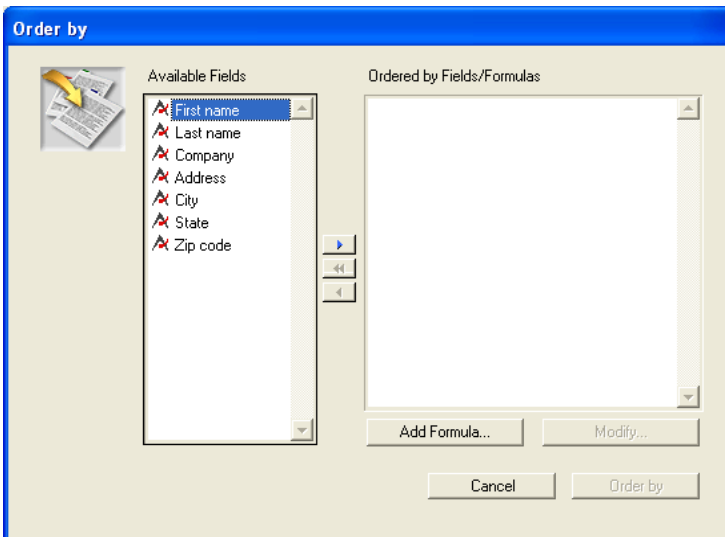 Order by
Available Fields
Ordered by Fields/Formulas
First name
Last name
Company
Address
City
State
Zip code
Add Formula...
Modify...
Cancel
Order by